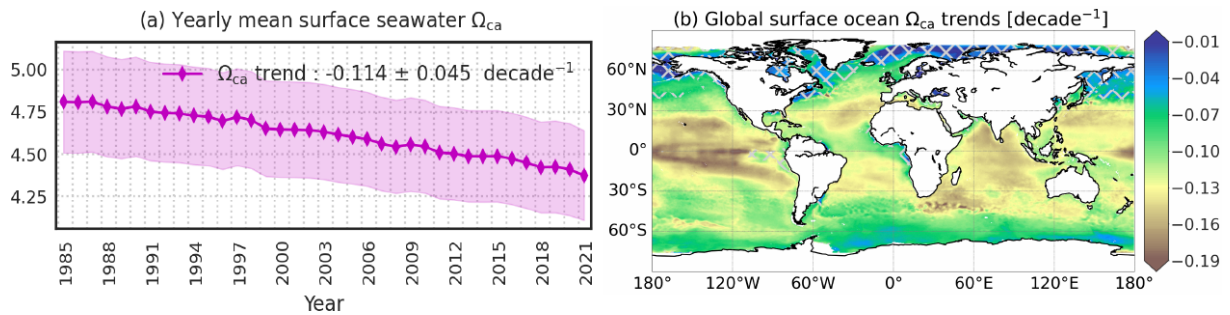 (a) Yearly mean surface seawater Ωca
5.00
4.75
4.50
4.25
Ωca trend : -0.114 ± 0.045 decade⁻¹
1985
1988
1991
1994
1997
2000
2003
2006
2009
2012
2015
2018
2021
Year
(b) Global surface ocean Ωca trends [decade⁻¹]
60°N
30°N
0°
30°S
60°S
180° 120°W 60°W 0° 60°E 120°E 180°
−0.01
−0.04
−0.07
−0.10
−0.13
−0.16
−0.19